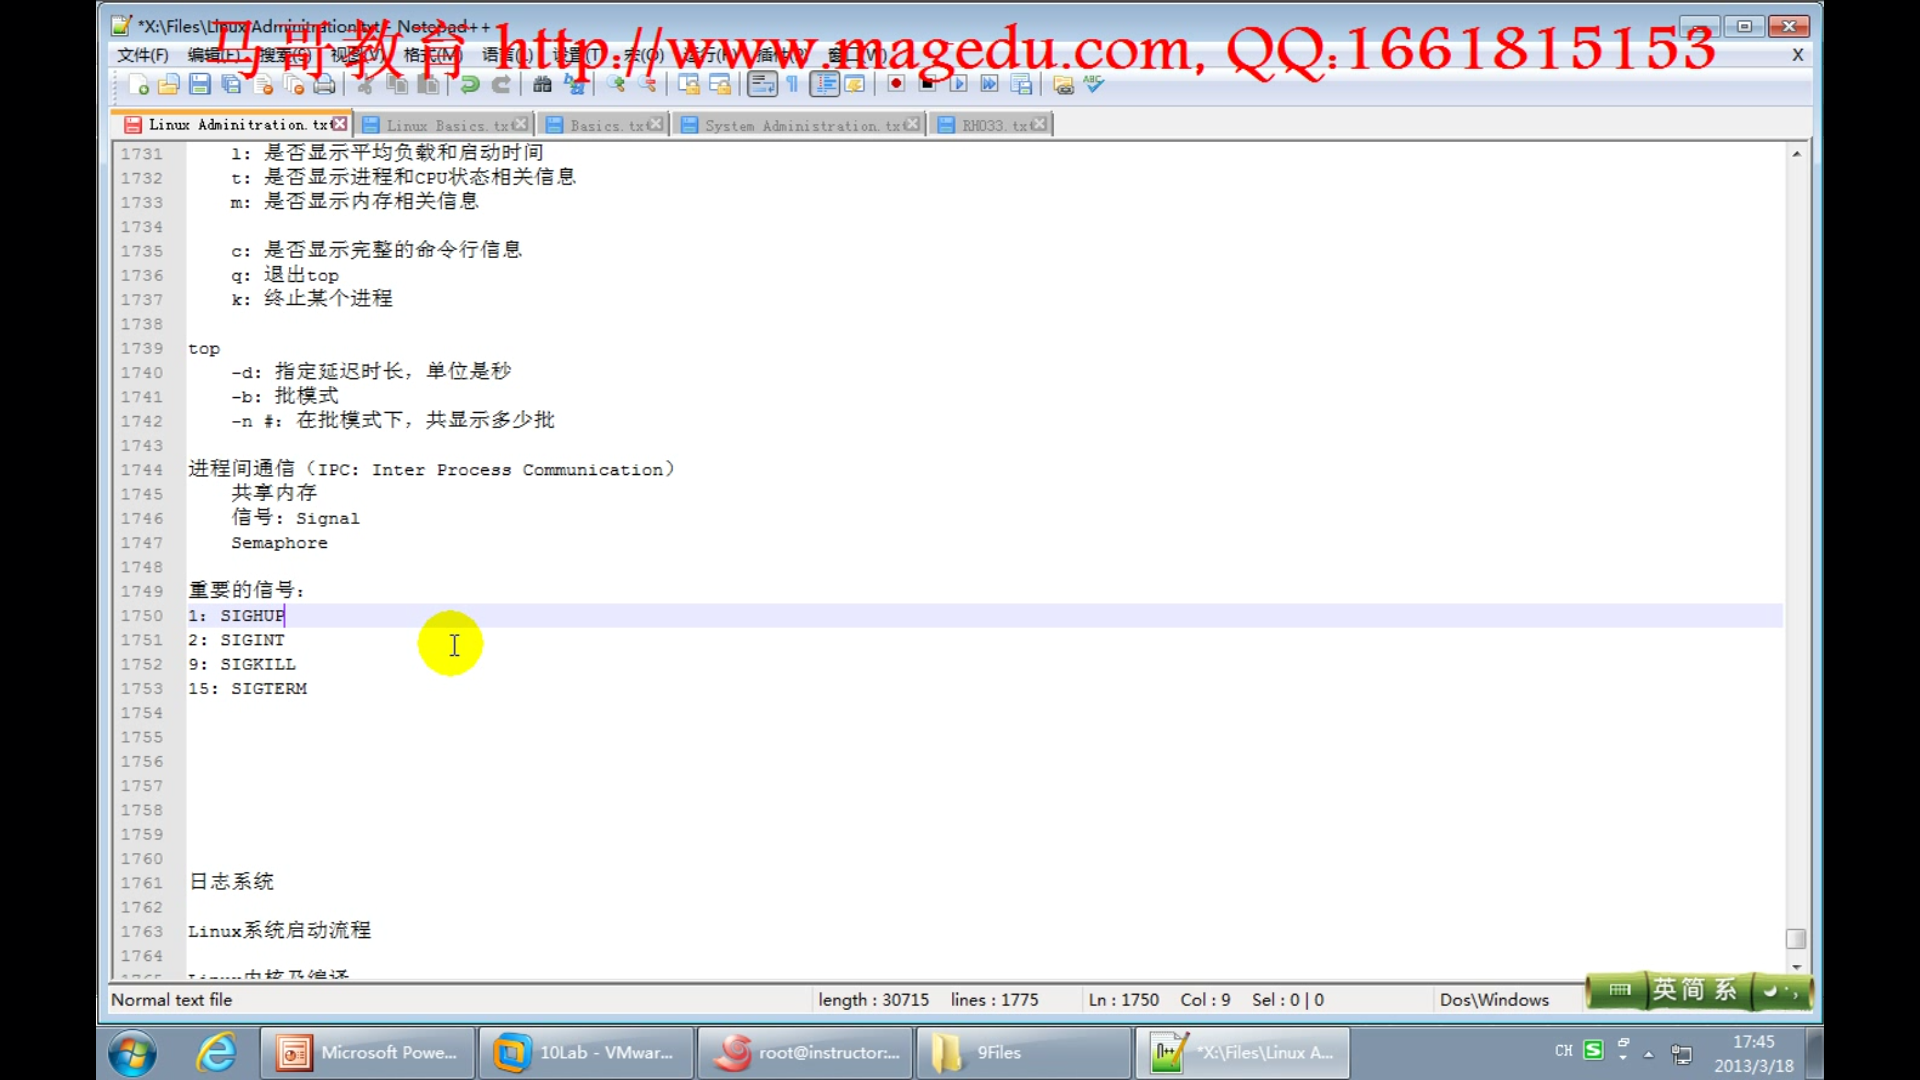 *X:\Files\Linux Adminitration.txt - Notepad++
马哥教育 http://www.magedu.com, QQ:1661815153
文件(F) 编辑(E) 搜索(S) 视图(V) 格式(M) 语言(L) 设置(T) 宏(O) 运行(R) 插件(P) 窗口(W) X
Linux Adminitration.txt Linux Basics.txt Basics.txt System Administration.txt RH033.txt
1731 l: 是否显示平均负载和启动时间
1732 t: 是否显示进程和CPU状态相关信息
1733 m: 是否显示内存相关信息
1734
1735 c: 是否显示完整的命令行信息
1736 q: 退出top
1737 k: 终止某个进程
1738
1739 top
1740 -d: 指定延迟时长，单位是秒
1741 -b: 批模式
1742 -n #: 在批模式下，共显示多少批
1743
1744 进程间通信（IPC: Inter Process Communication）
1745 共享内存
1746 信号: Signal
1747 Semaphore
1748
1749 重要的信号:
1750 1: SIGHUP
1751 2: SIGINT
1752 9: SIGKILL
1753 15: SIGTERM
1754
1755
1756
1757
1758
1759
1760
1761 日志系统
1762
1763 Linux系统启动流程
1764
1765 Linux内核及编译
Normal text file length : 30715 lines : 1775 Ln : 1750 Col : 9 Sel : 0 | 0 Dos\Windows
英简系
Microsoft Powe... 10Lab - VMwar... root@instructor:... 9Files *X:\Files\Linux A... CH S 17:45
2013/3/18